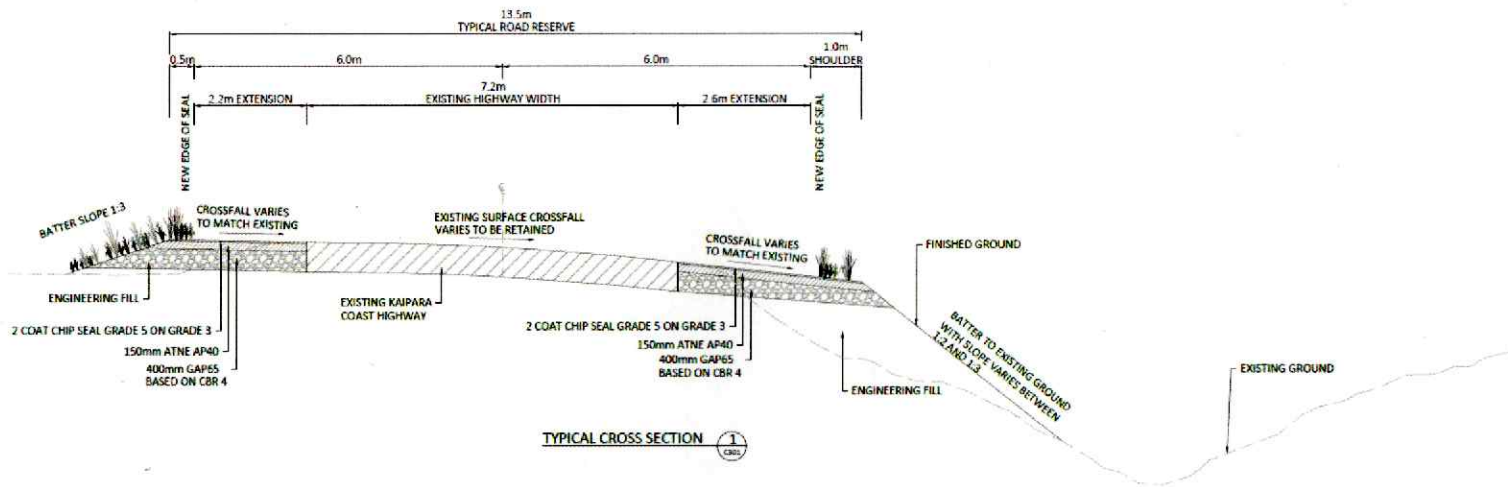 13.5m
TYPICAL ROAD RESERVE
0.5m
6.0m
6.0m
1.0m
SHOULDER
7.2m
2.2m EXTENSION
EXISTING HIGHWAY WIDTH
2.6m EXTENSION
NEW EDGE OF SEAL
NEW EDGE OF SEAL
BATTER SLOPE 1:3
CROSSFALL VARIES
TO MATCH EXISTING
EXISTING SURFACE CROSSFALL
VARIES TO BE RETAINED
CROSSFALL VARIES
TO MATCH EXISTING
FINISHED GROUND
ENGINEERING FILL
EXISTING KAIPARA
COAST HIGHWAY
2 COAT CHIP SEAL GRADE 5 ON GRADE 3
150mm ATNE AP40
400mm GAP65
BASED ON CBR 4
2 COAT CHIP SEAL GRADE 5 ON GRADE 3
150mm ATNE AP40
400mm GAP65
BASED ON CBR 4
ENGINEERING FILL
BATTER TO EXISTING GROUND
WITH SLOPE VARIES BETWEEN
1:2 AND 1:3
EXISTING GROUND
TYPICAL CROSS SECTION
1
C301